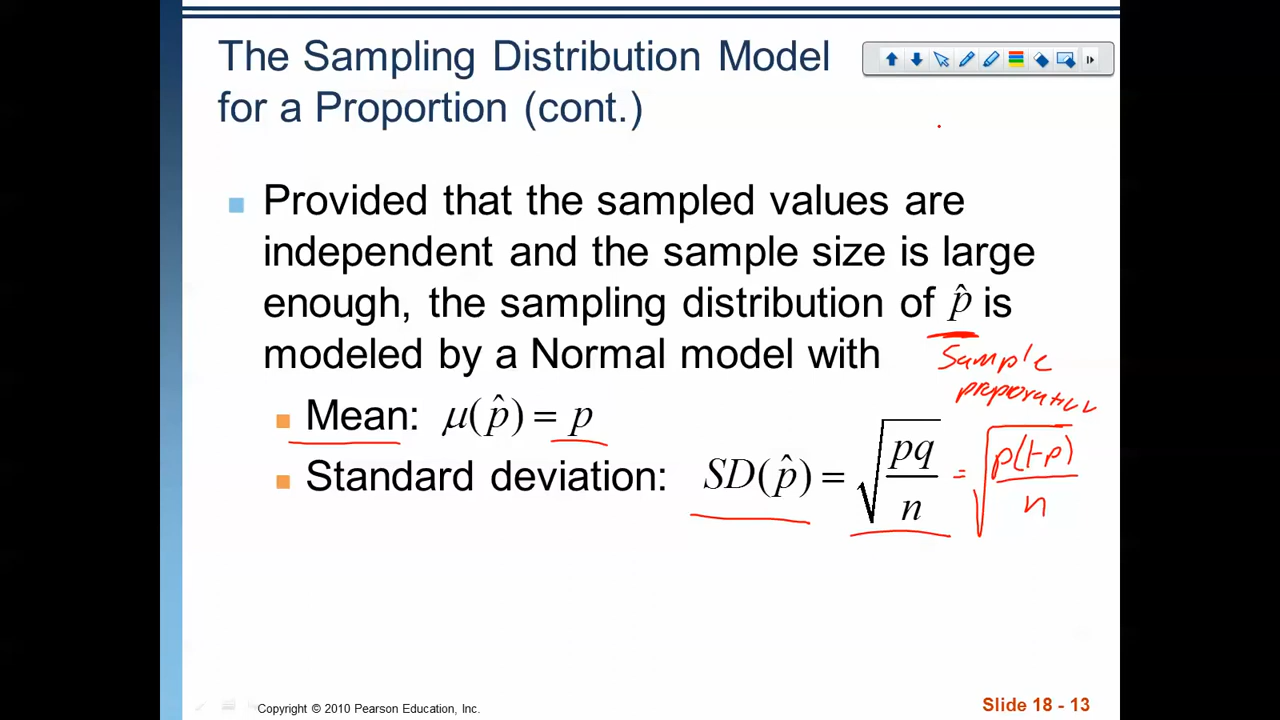 The Sampling Distribution Model
for a Proportion (cont.)
Provided that the sampled values are
independent and the sample size is large
enough, the sampling distribution of p̂ is
modeled by a Normal model with
Sample
proporation
Mean: μ(p̂) = p
Standard deviation: SD(p̂) = √(pq/n) = √(p(1-p)/n)
Copyright © 2010 Pearson Education, Inc.
Slide 18 - 13